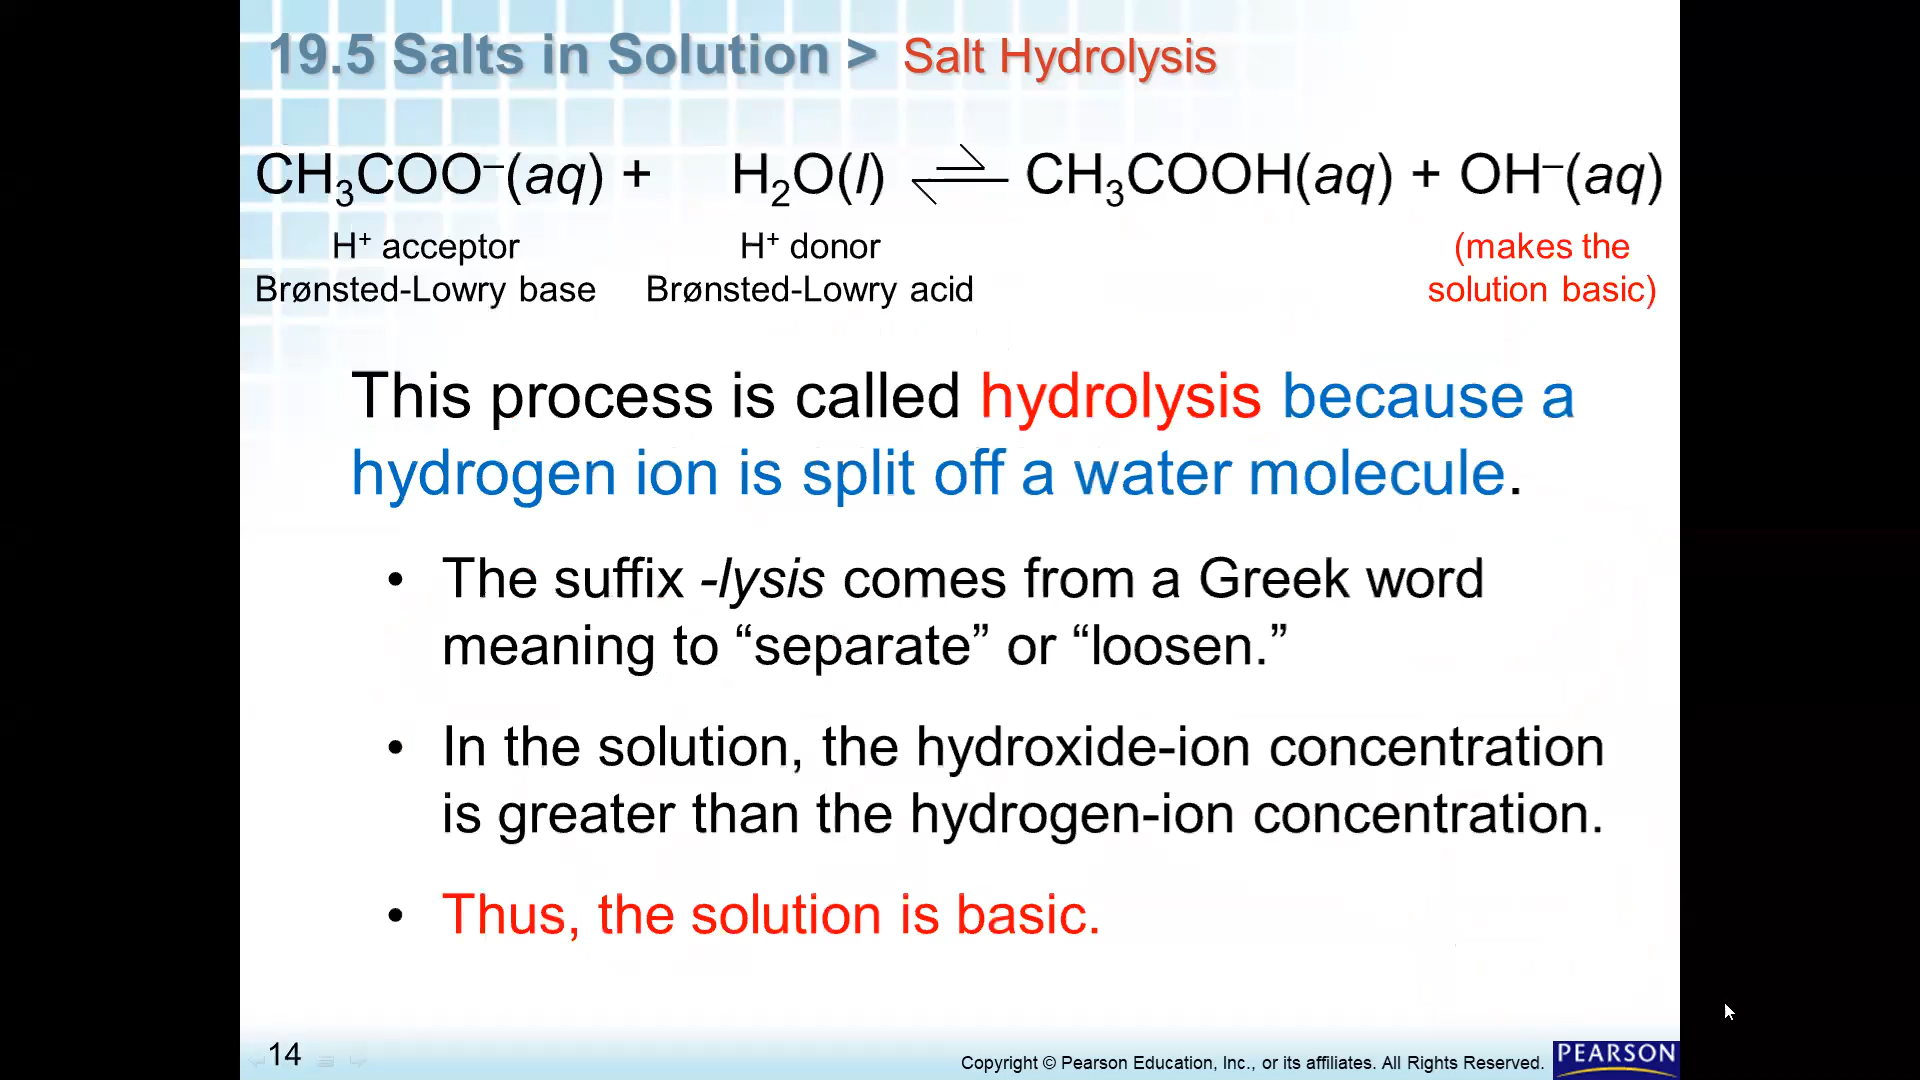 19.5 Salts in Solution > Salt Hydrolysis
CH₃COO⁻(aq) + H₂O(l) ⇌ CH₃COOH(aq) + OH⁻(aq)
H⁺ acceptor H⁺ donor (makes the
Brønsted-Lowry base Brønsted-Lowry acid solution basic)
This process is called hydrolysis because a
hydrogen ion is split off a water molecule.
• The suffix -lysis comes from a Greek word
meaning to “separate” or “loosen.”
• In the solution, the hydroxide-ion concentration
is greater than the hydrogen-ion concentration.
• Thus, the solution is basic.
14
Copyright © Pearson Education, Inc., or its affiliates. All Rights Reserved.
PEARSON